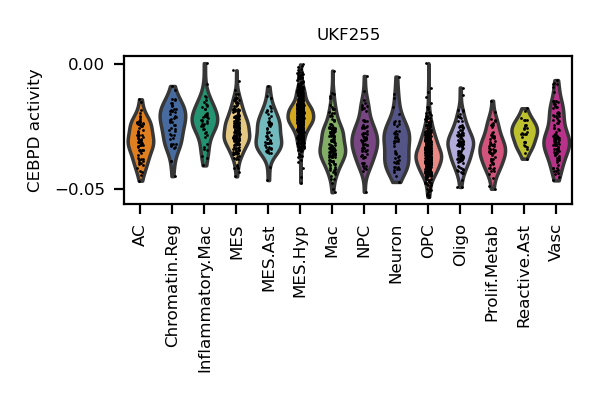 UKF255
CEBPD activity
0.00
−0.05
AC
Chromatin.Reg
Inflammatory.Mac
MES
MES.Ast
MES.Hyp
Mac
NPC
Neuron
OPC
Oligo
Prolif.Metab
Reactive.Ast
Vasc